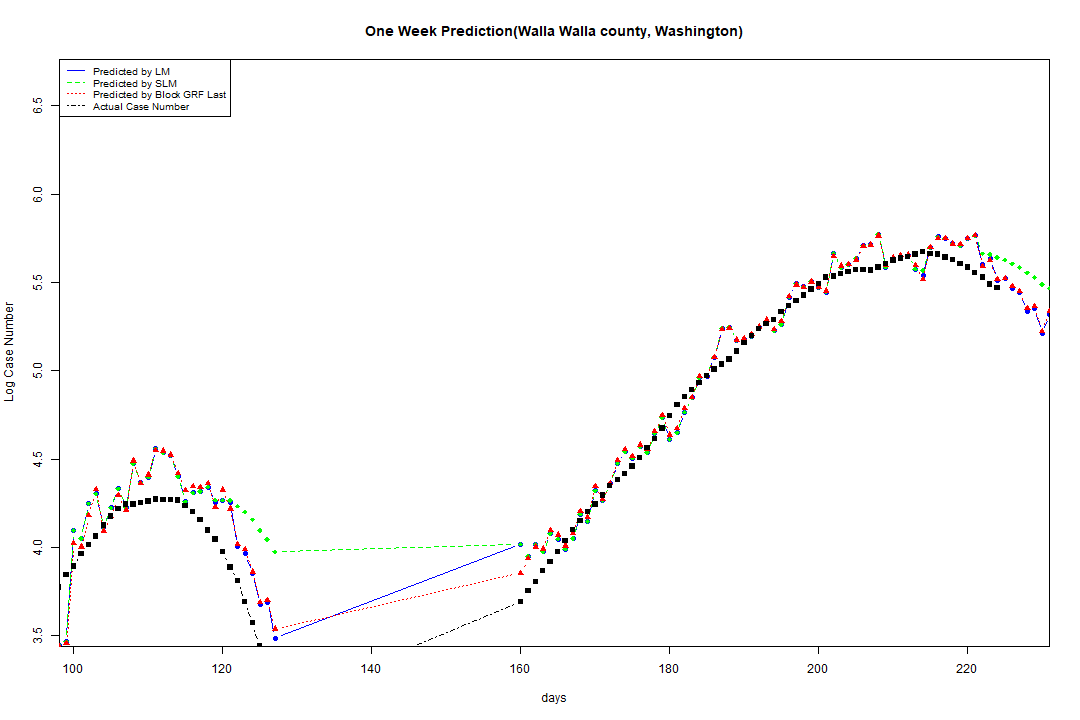 One Week Prediction(Walla Walla county, Washington)
Predicted by LM
Predicted by SLM
Predicted by Block GRF Last
Actual Case Number
6.5
6.0
5.5
5.0
4.5
4.0
3.5
Log Case Number
100 120 140 160 180 200 220
days